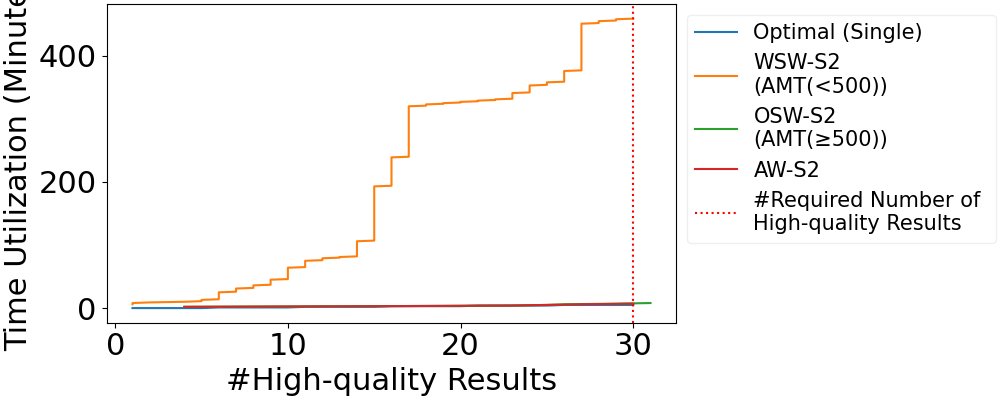 Time Utilization (Minute
400
200
0
0
10
20
30
#High-quality Results
Optimal (Single)
WSW-S2
(AMT(<500))
OSW-S2
(AMT(≥500))
AW-S2
#Required Number of
High-quality Results